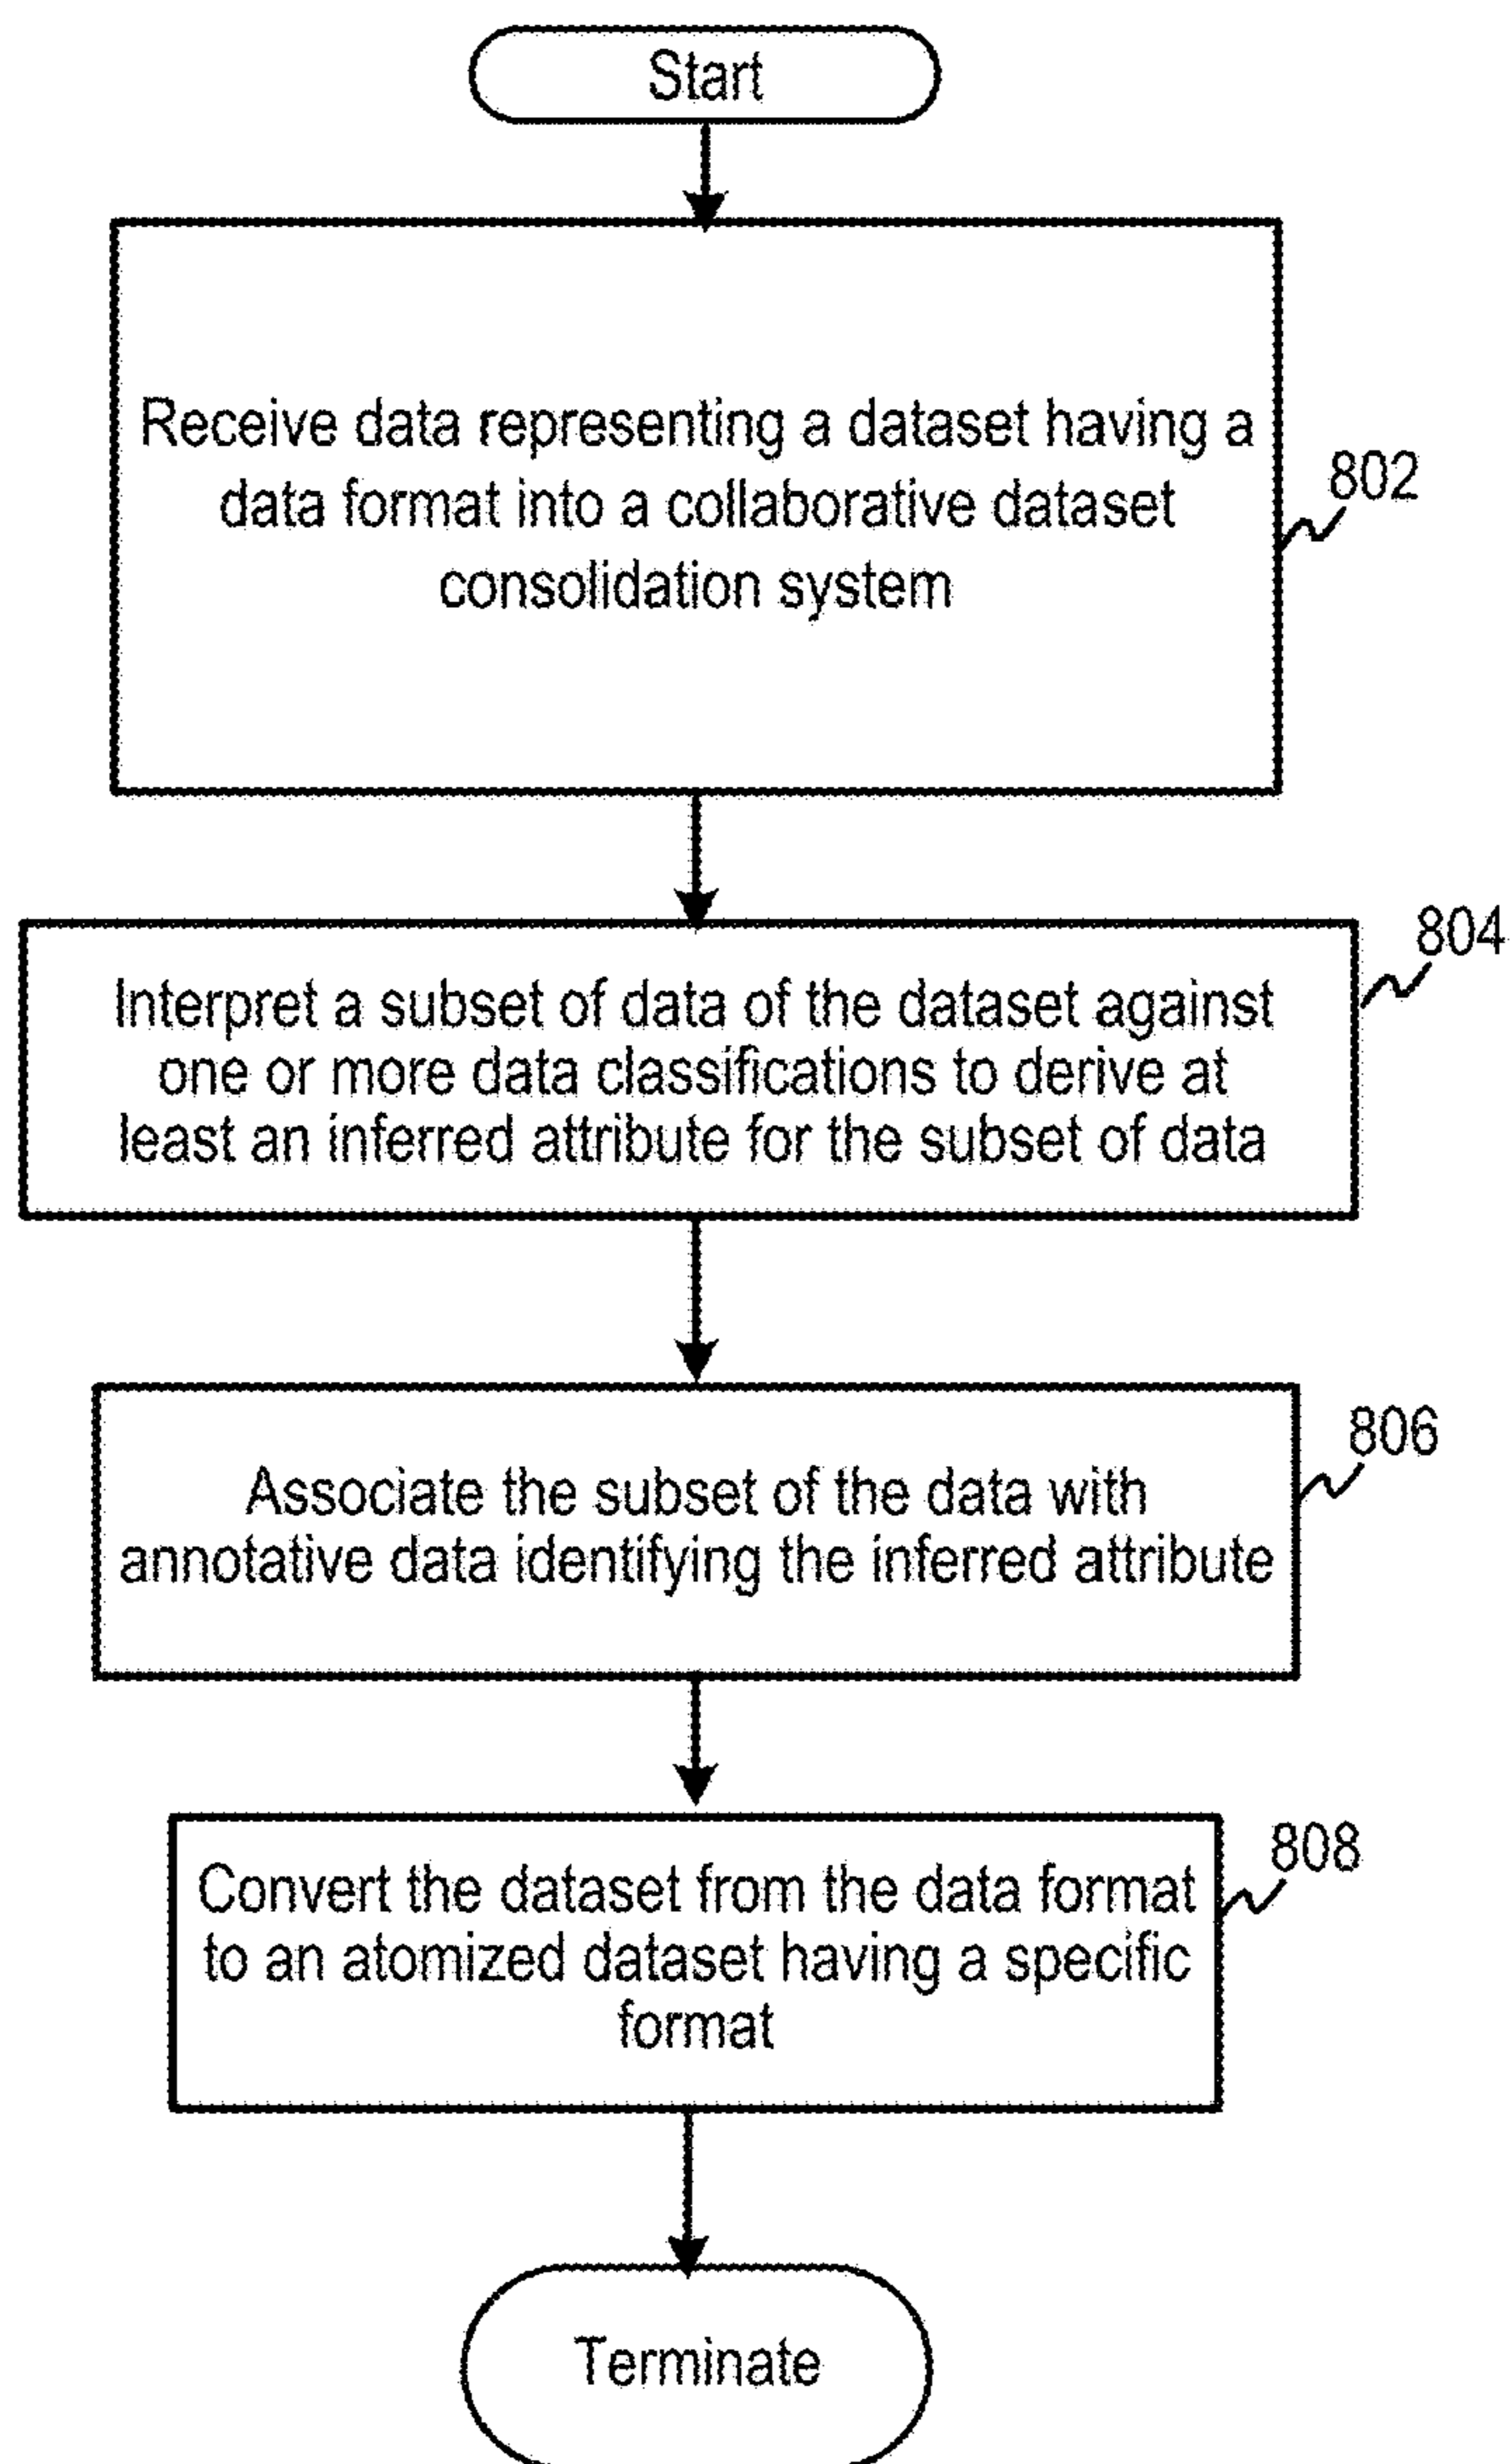 Start
Receive data representing a dataset having a
data format into a collaborative dataset
consolidation system
802
804
Interpret a subset of data of the dataset against
one or more data classifications to derive at
least an inferred attribute for the subset of data
806
Associate the subset of the data with
annotative data identifying the inferred attribute
808
Convert the dataset from the data format
to an atomized dataset having a specific
format
Terminate